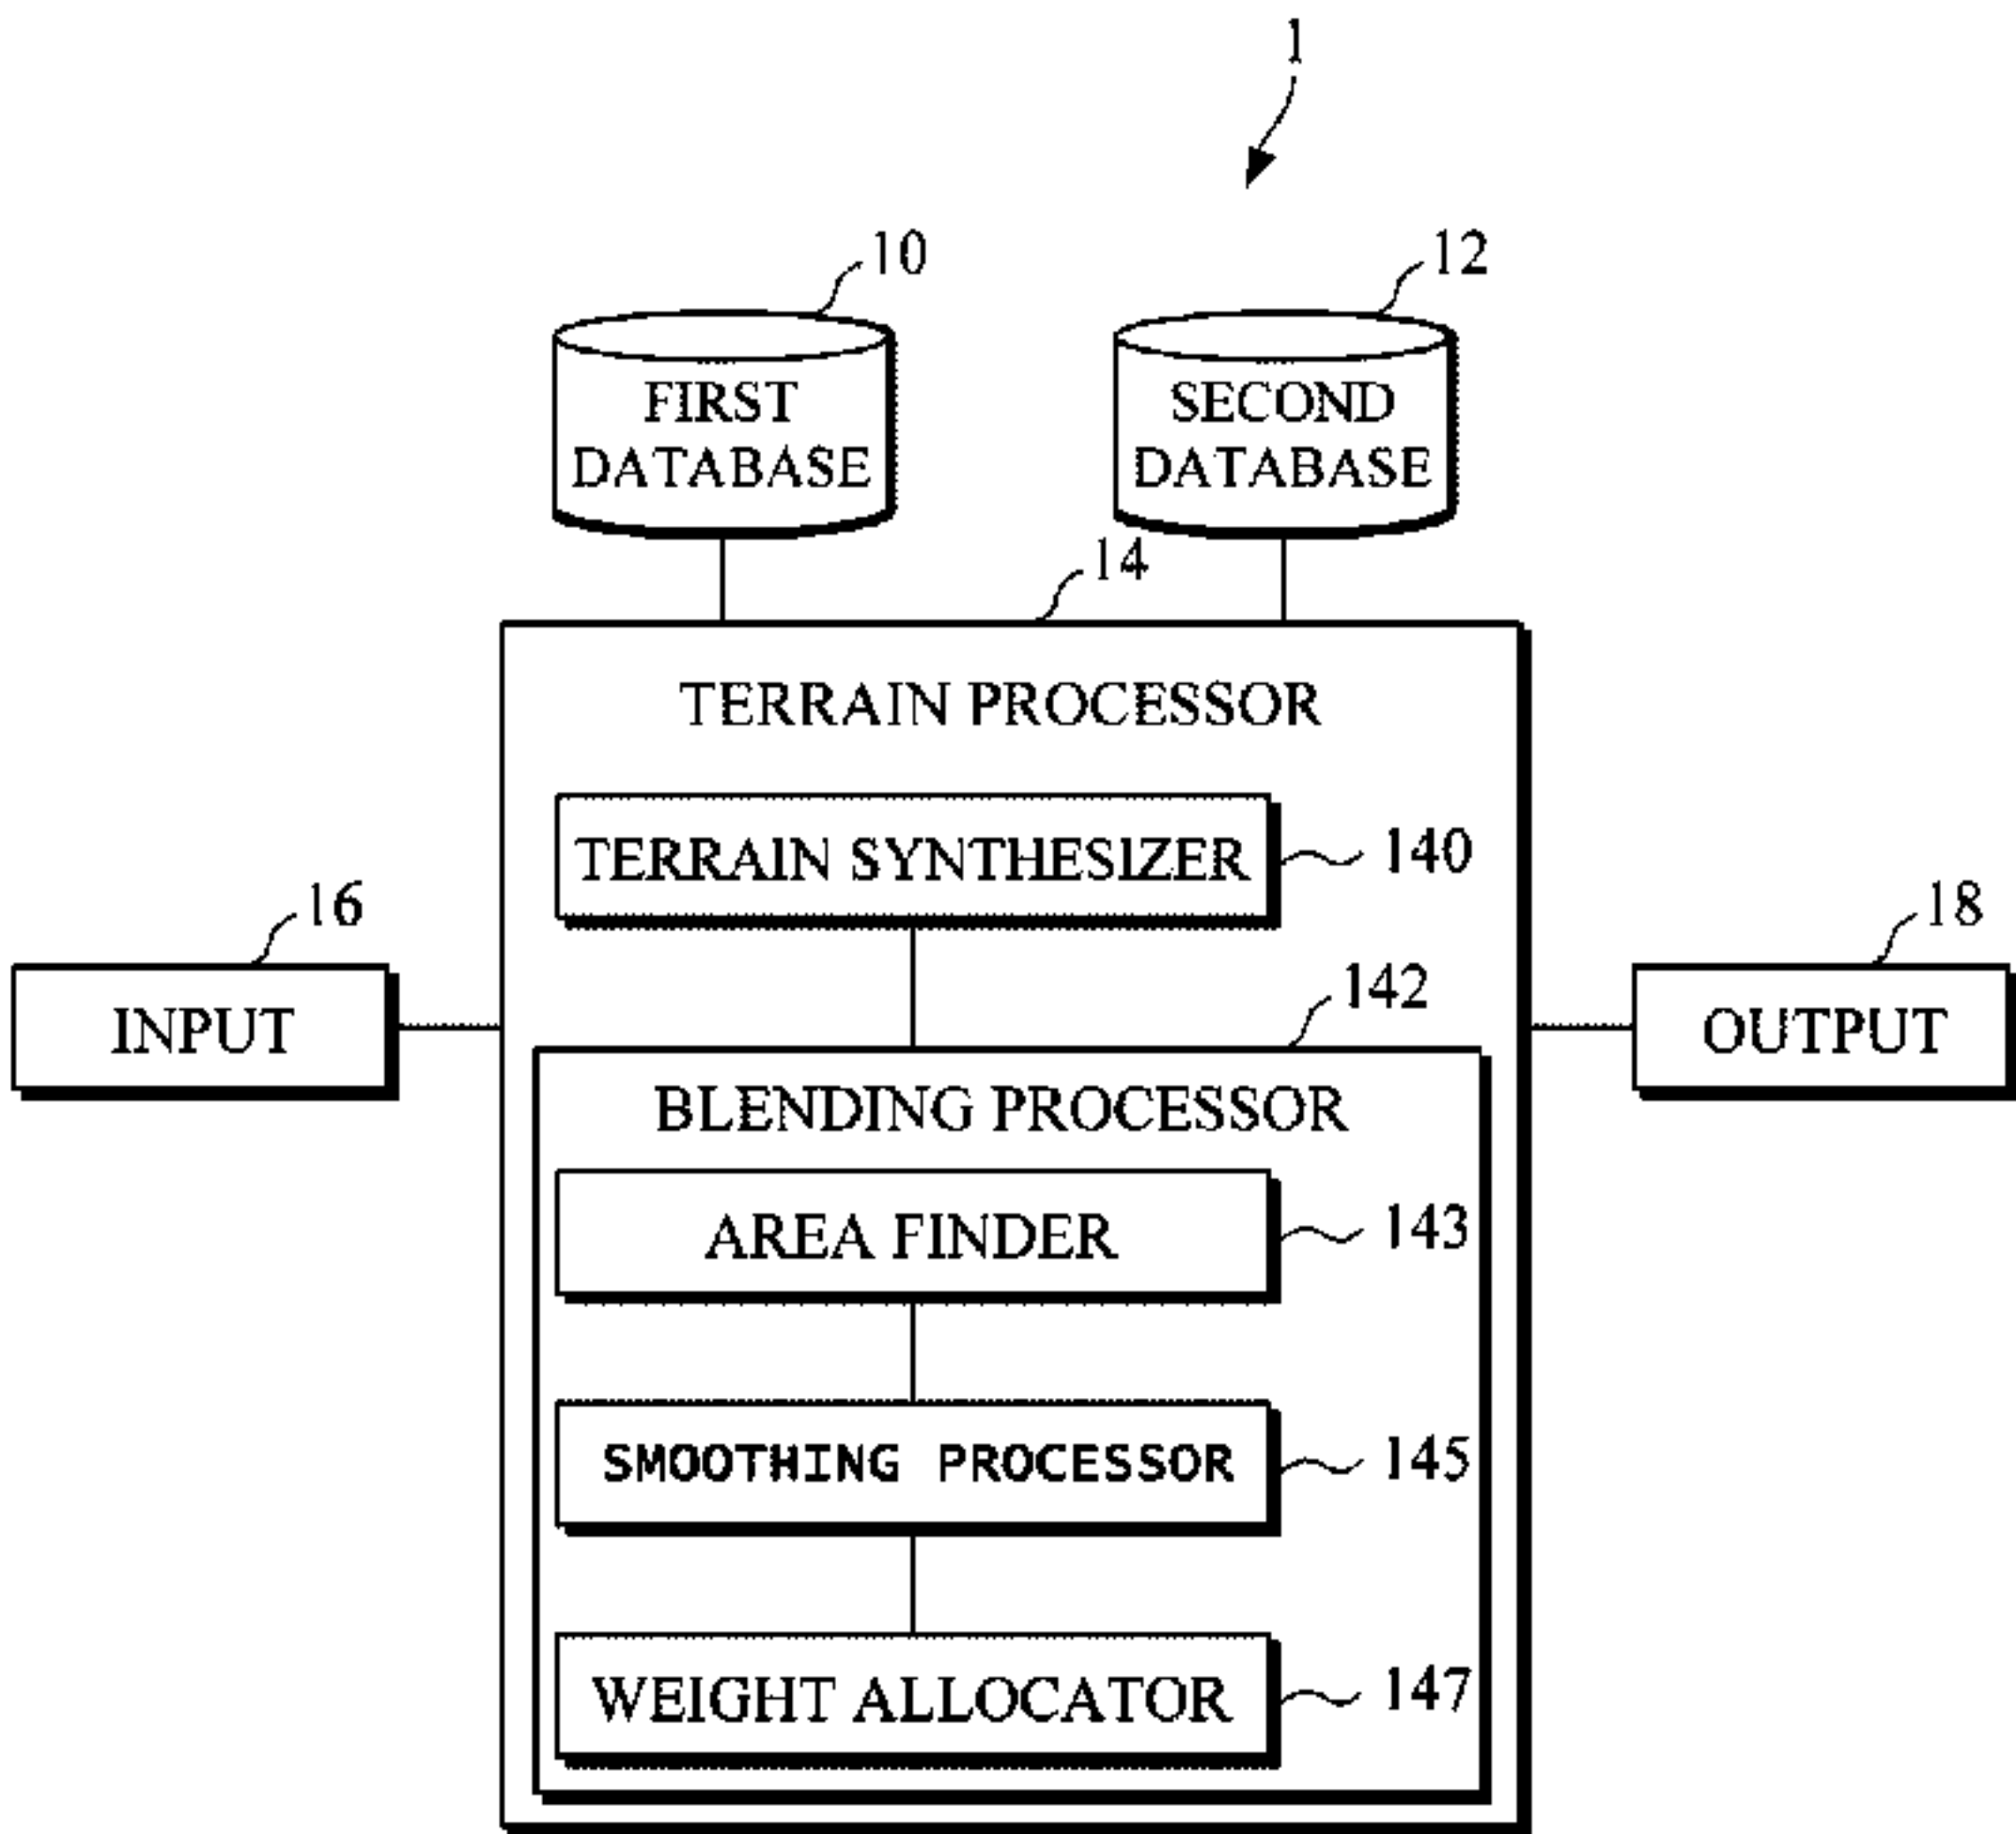 1
10
12
FIRST
DATABASE
SECOND
DATABASE
14
TERRAIN PROCESSOR
TERRAIN SYNTHESIZER
140
16
18
142
INPUT
OUTPUT
BLENDING PROCESSOR
AREA FINDER
143
SMOOTHING PROCESSOR
145
WEIGHT ALLOCATOR
147